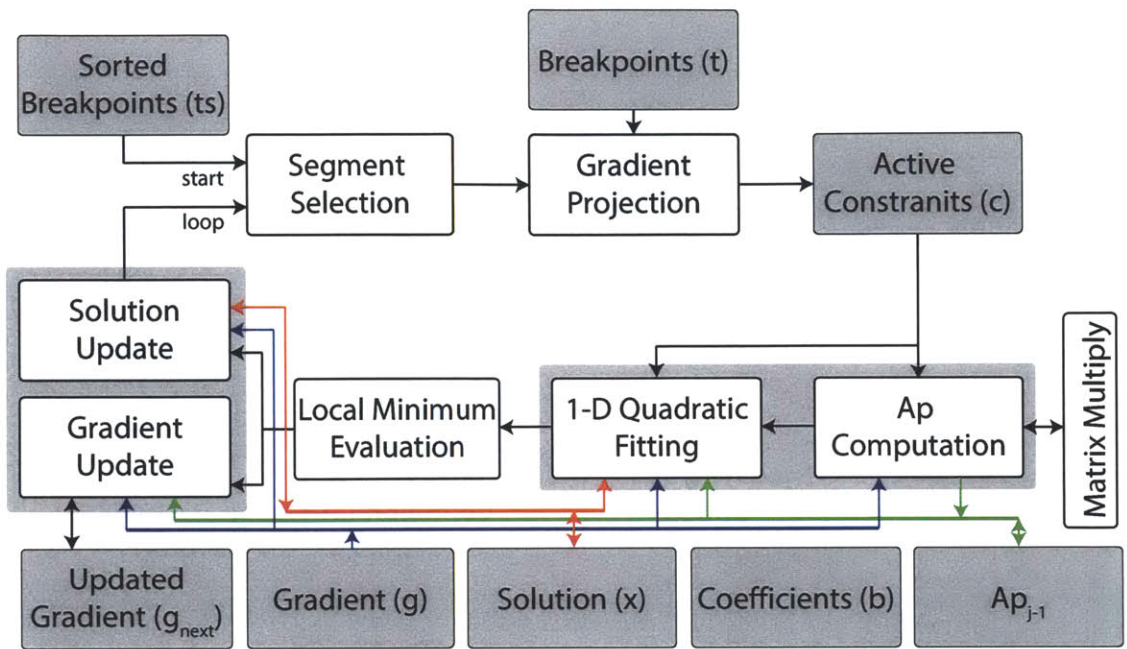 Sorted
Breakpoints (ts)
Breakpoints (t)
start
loop
Segment
Selection
Gradient
Projection
Active
Constranits (c)
Solution
Update
Gradient
Update
Local Minimum
Evaluation
1-D Quadratic
Fitting
Ap
Computation
Matrix Multiply
Updated
Gradient (gnext)
Gradient (g)
Solution (x)
Coefficients (b)
Apj-1